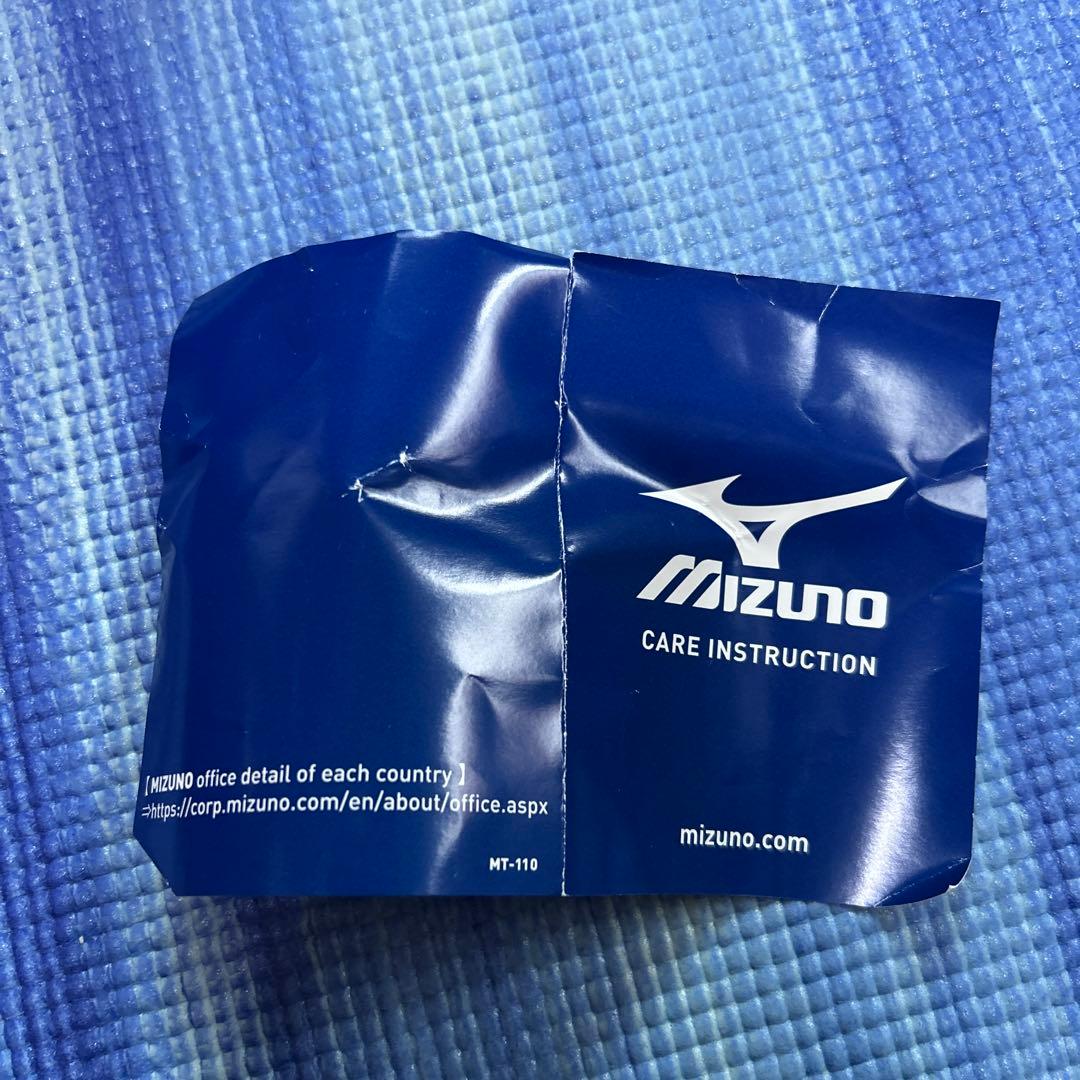 【MIZUNO office detail of each country】
⇒https://corp.mizuno.com/en/about/office.aspx
MT-110
MIZUNO
CARE INSTRUCTION
mizuno.com